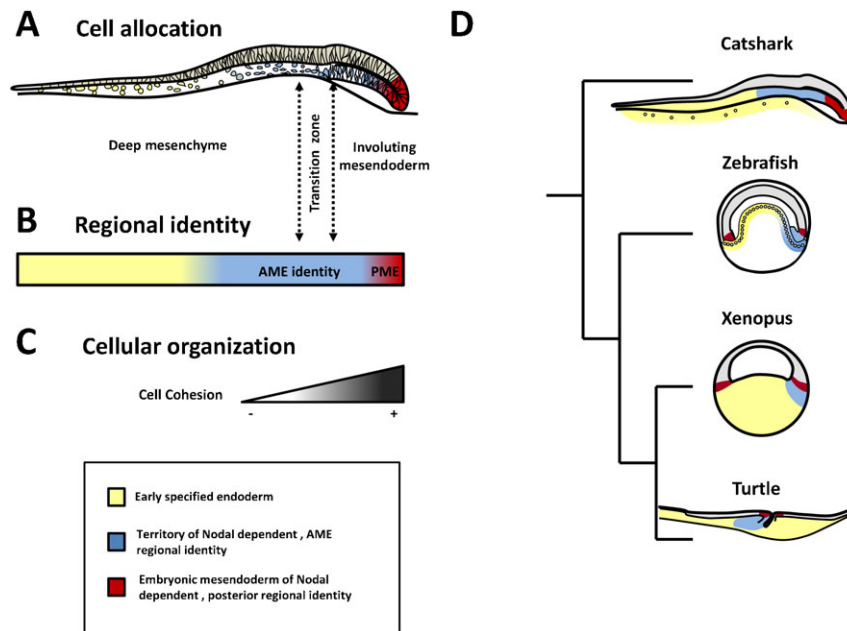 A Cell allocation
Deep mesenchyme
Transition zone
Involuting
mesendoderm
B Regional identity
AME identity
PME
C Cellular organization
Cell Cohesion
-
+
Early specified endoderm
Territory of Nodal dependent , AME
regional identity
Embryonic mesendoderm of Nodal
dependent , posterior regional identity
D
Catshark
Zebrafish
Xenopus
Turtle